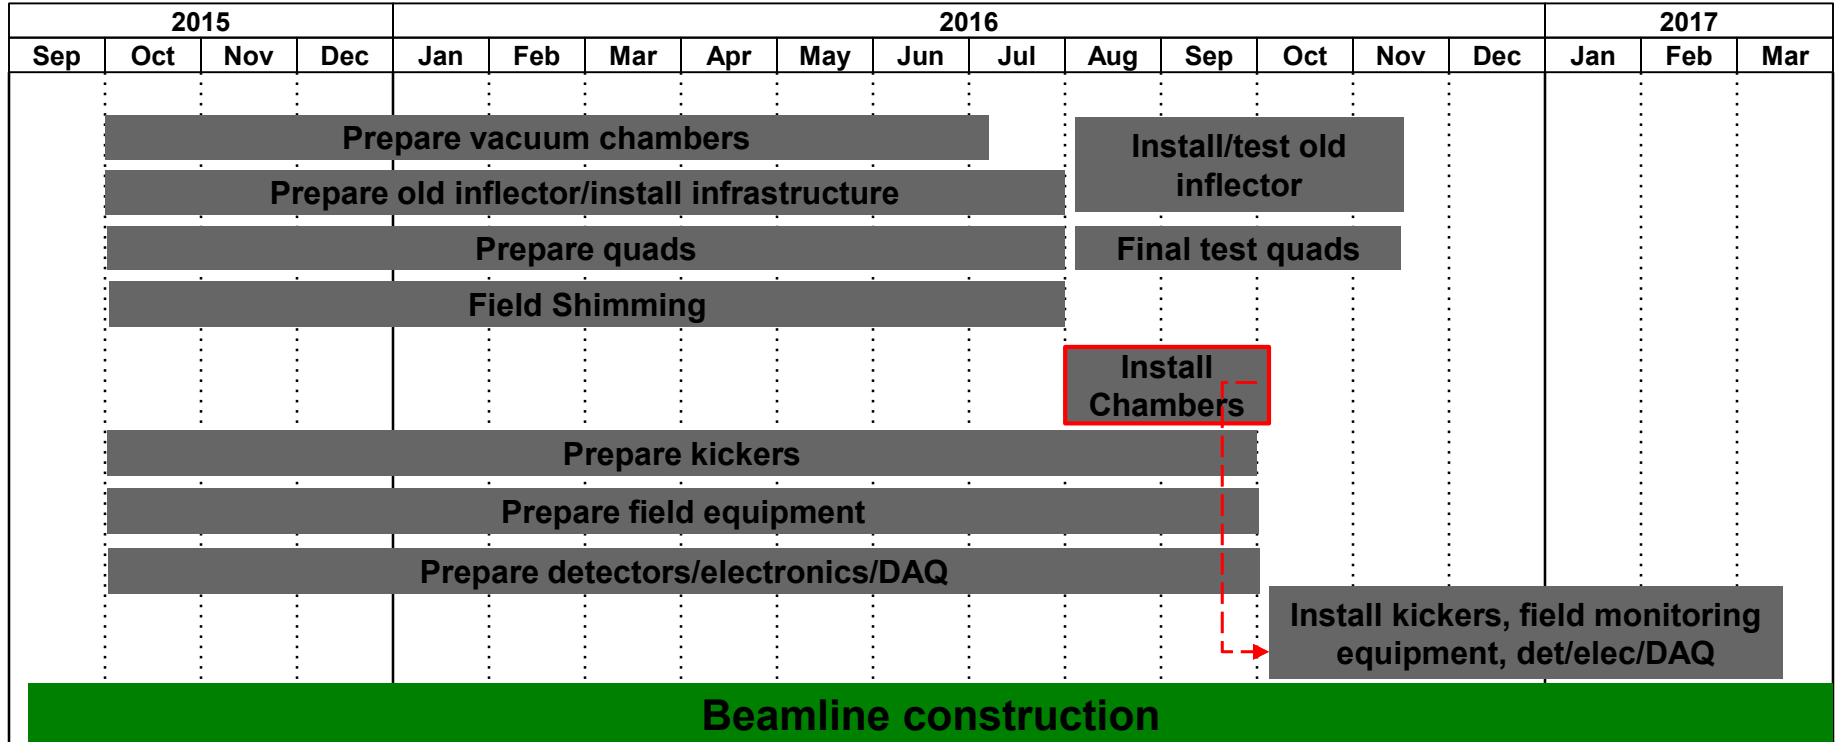 2015 2016 2017
Sep Oct Nov Dec Jan Feb Mar Apr May Jun Jul Aug Sep Oct Nov Dec Jan Feb Mar
Prepare vacuum chambers
Install/test old
inflector
Prepare old inflector/install infrastructure
Prepare quads
Final test quads
Field Shimming
Install
Chambers
Prepare kickers
Prepare field equipment
Prepare detectors/electronics/DAQ
Install kickers, field monitoring
equipment, det/elec/DAQ
Beamline construction